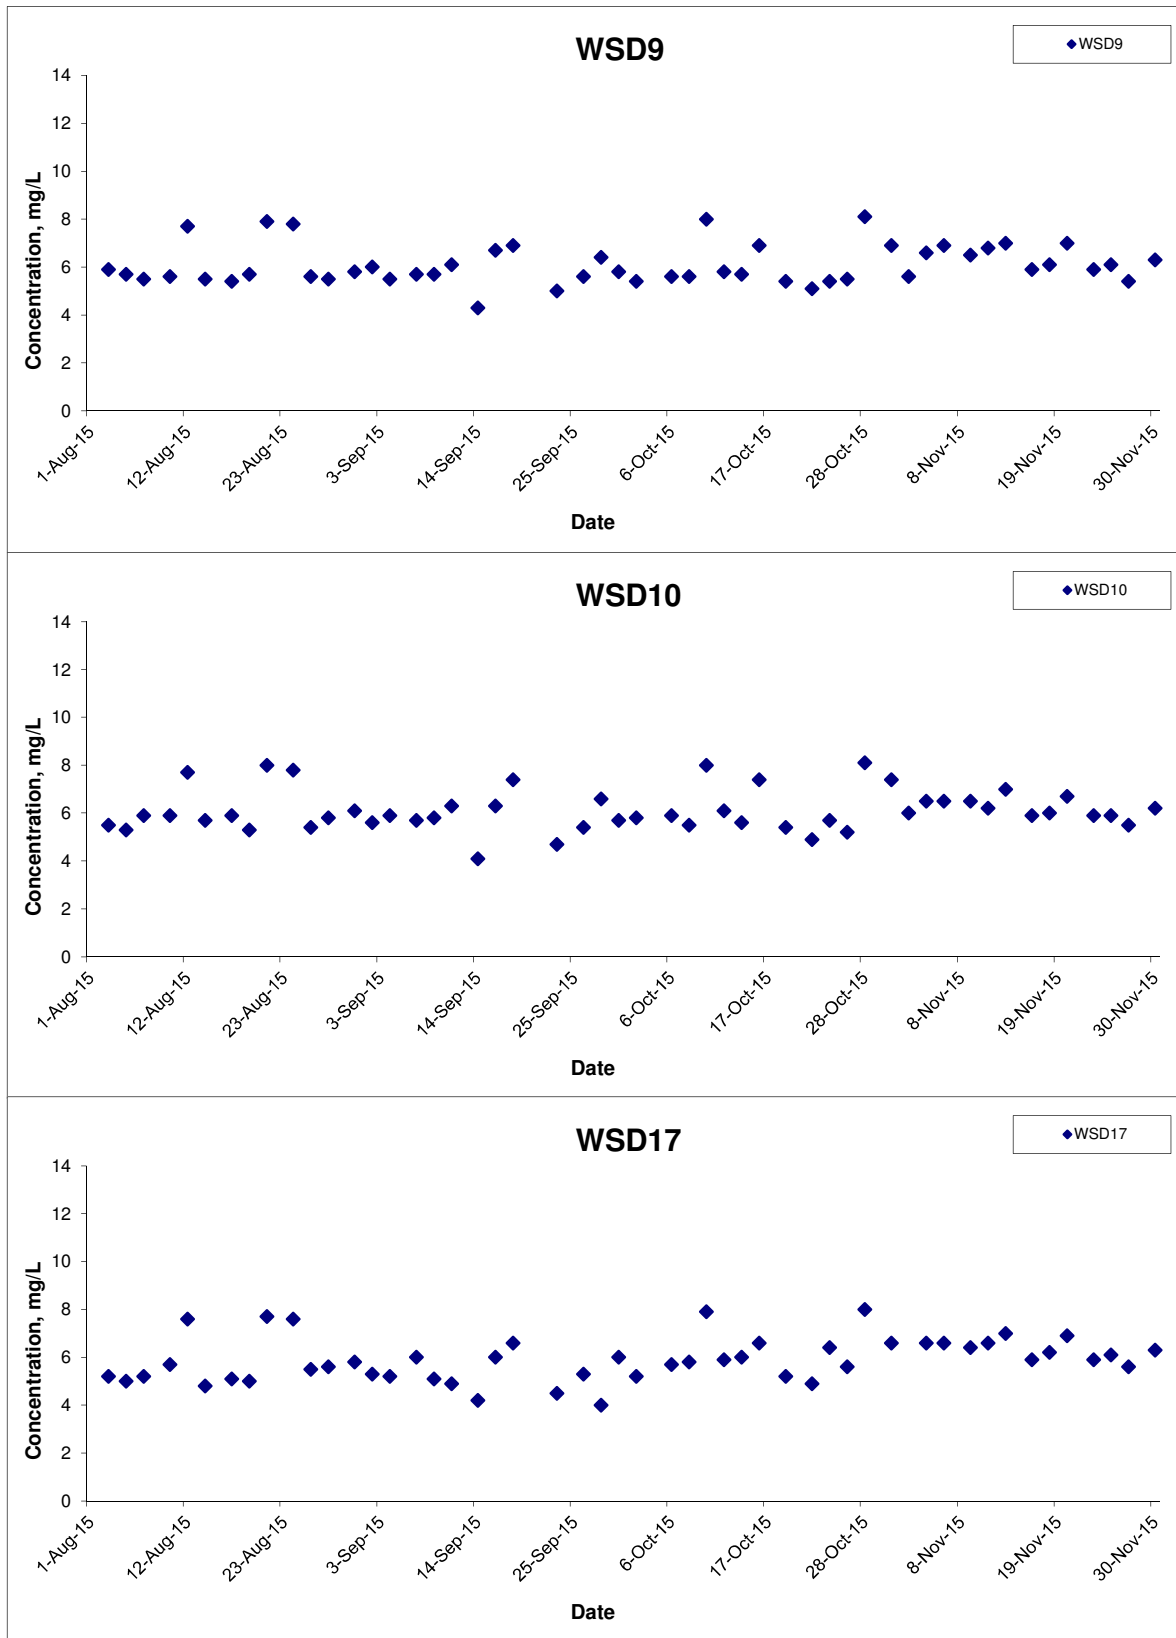 WSD9
WSD9
14
12
10
8
6
4
2
0
Concentration, mg/L
1-Aug-15
12-Aug-15
23-Aug-15
3-Sep-15
14-Sep-15
25-Sep-15
6-Oct-15
17-Oct-15
28-Oct-15
8-Nov-15
19-Nov-15
30-Nov-15
Date
WSD10
WSD10
14
12
10
8
6
4
2
0
Concentration, mg/L
1-Aug-15
12-Aug-15
23-Aug-15
3-Sep-15
14-Sep-15
25-Sep-15
6-Oct-15
17-Oct-15
28-Oct-15
8-Nov-15
19-Nov-15
30-Nov-15
Date
WSD17
WSD17
14
12
10
8
6
4
2
0
Concentration, mg/L
1-Aug-15
12-Aug-15
23-Aug-15
3-Sep-15
14-Sep-15
25-Sep-15
6-Oct-15
17-Oct-15
28-Oct-15
8-Nov-15
19-Nov-15
30-Nov-15
Date